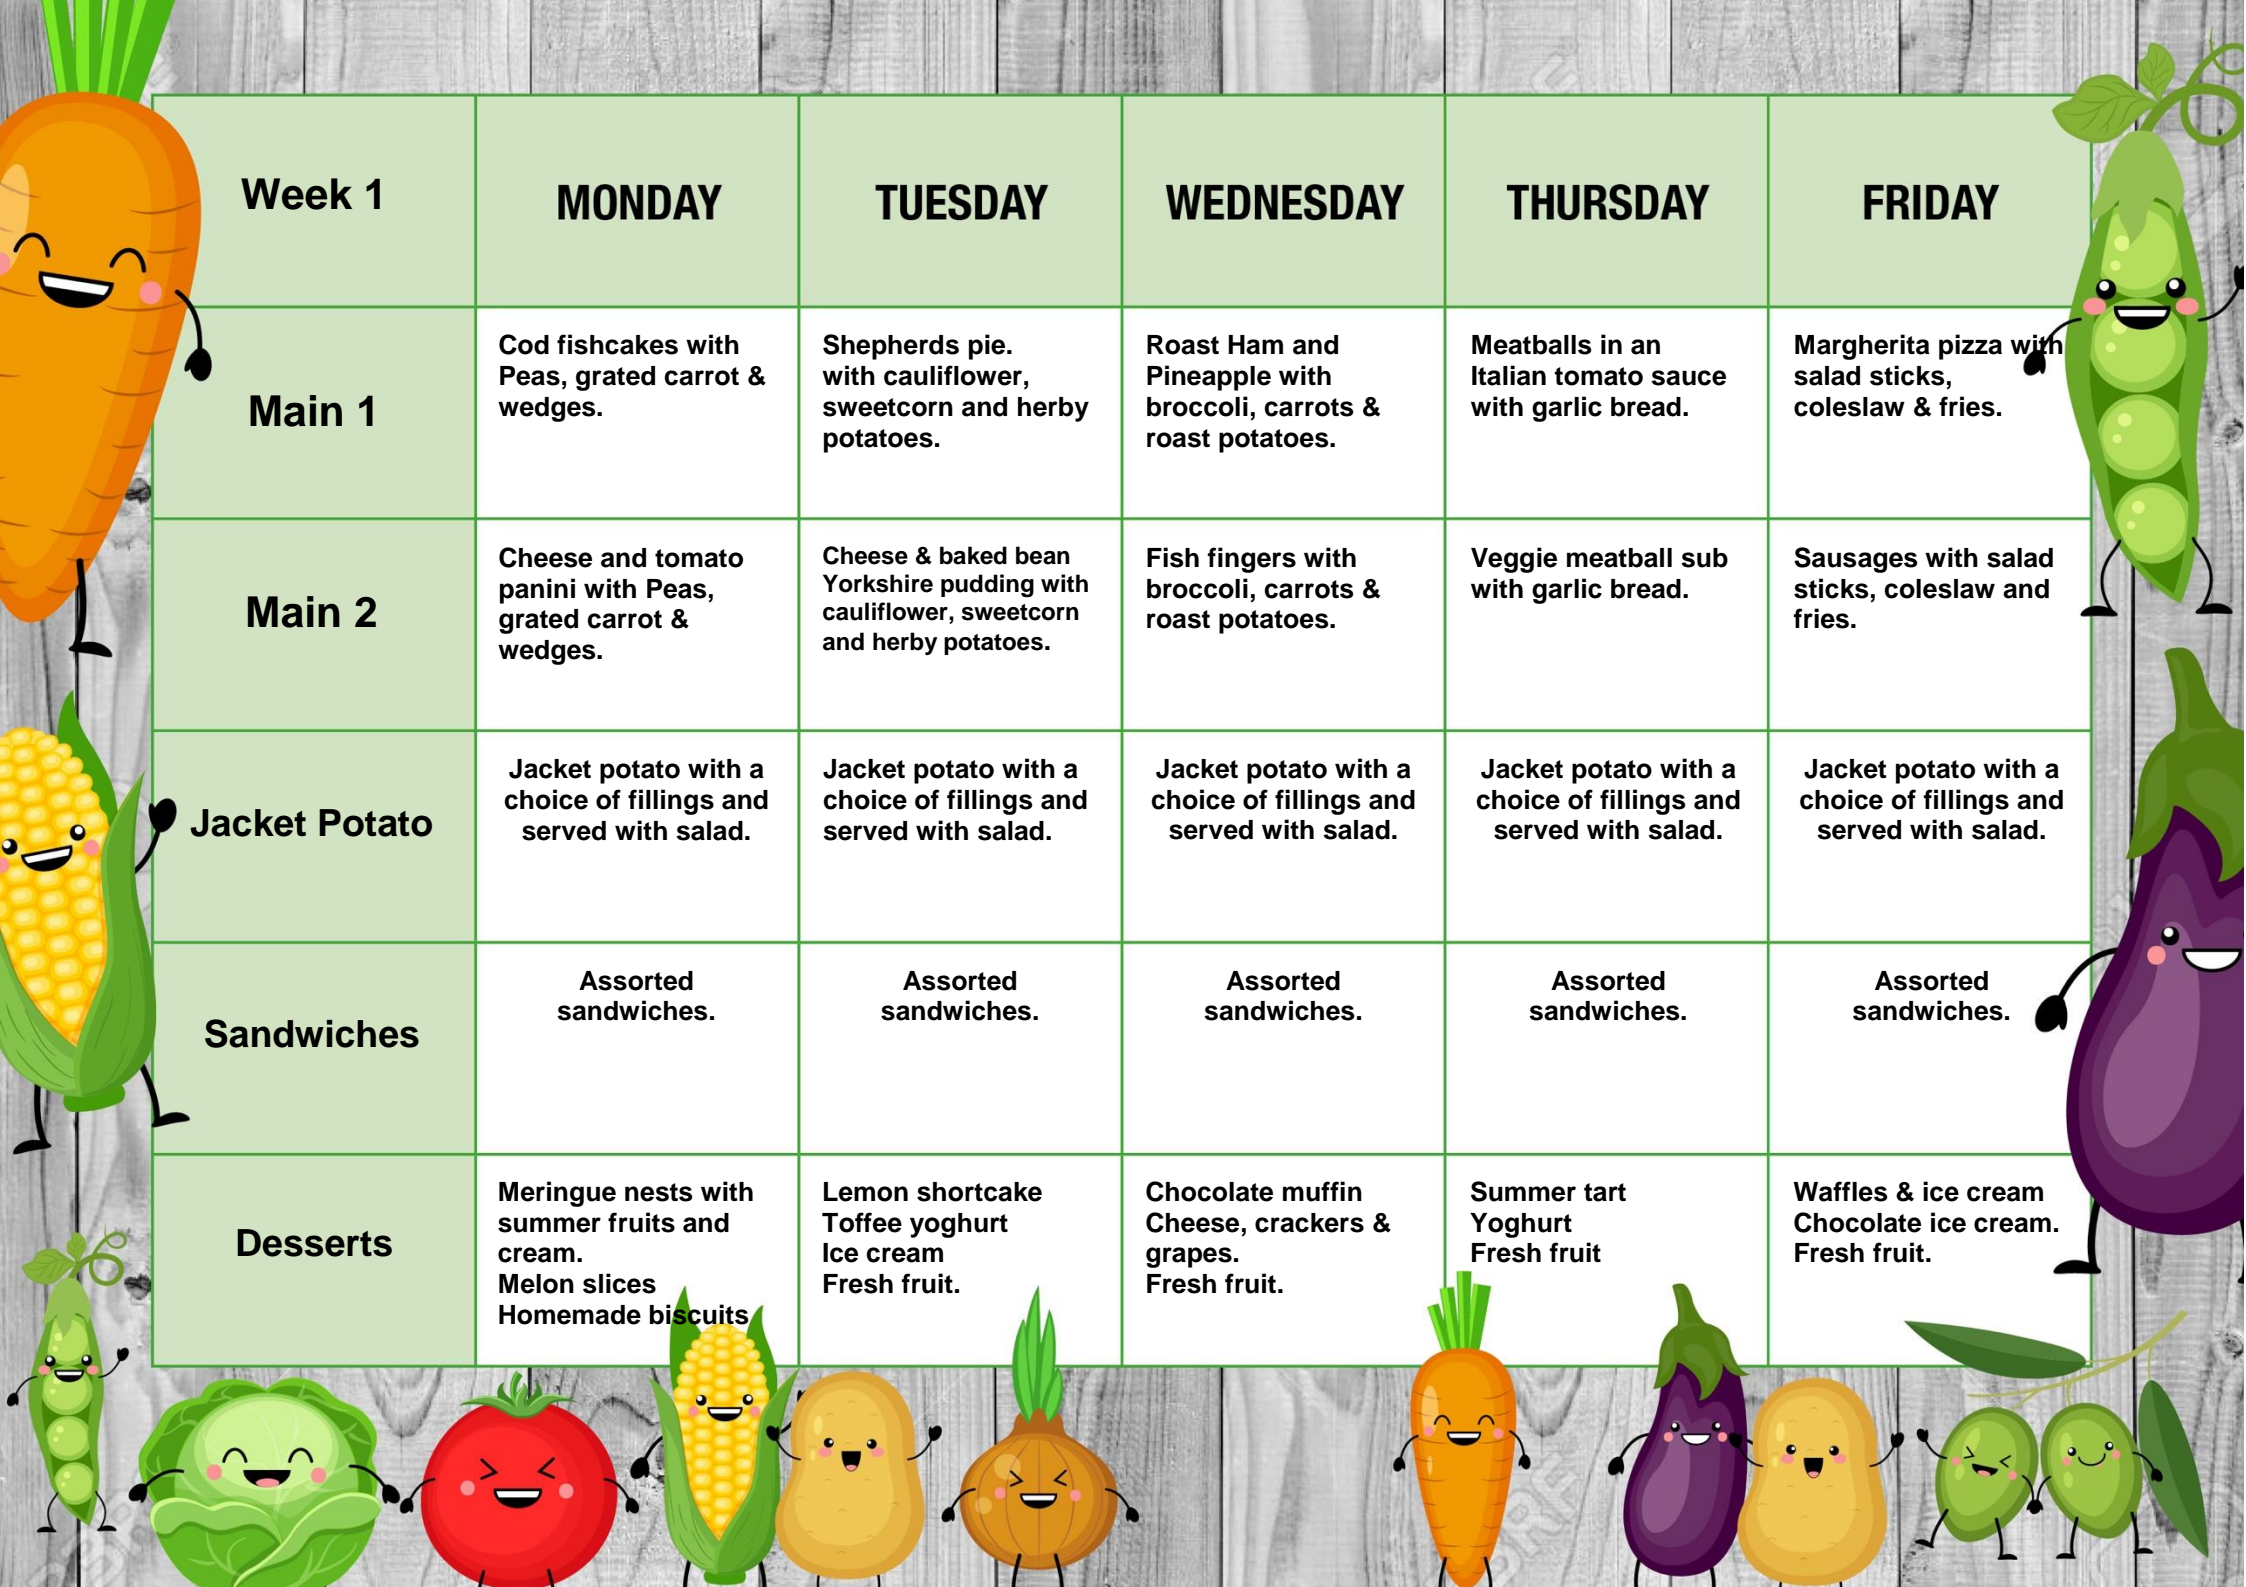 Week 1
MONDAY
TUESDAY
WEDNESDAY
THURSDAY
FRIDAY
Main 1
Cod fishcakes with
Peas, grated carrot &
wedges.
Shepherds pie.
with cauliflower,
sweetcorn and herby
potatoes.
Roast Ham and
Pineapple with
broccoli, carrots &
roast potatoes.
Meatballs in an
Italian tomato sauce
with garlic bread.
Margherita pizza with
salad sticks,
coleslaw & fries.
Main 2
Cheese and tomato
panini with Peas,
grated carrot &
wedges.
Cheese & baked bean
Yorkshire pudding with
cauliflower, sweetcorn
and herby potatoes.
Fish fingers with
broccoli, carrots &
roast potatoes.
Veggie meatball sub
with garlic bread.
Sausages with salad
sticks, coleslaw and
fries.
Jacket Potato
Jacket potato with a
choice of fillings and
served with salad.
Jacket potato with a
choice of fillings and
served with salad.
Jacket potato with a
choice of fillings and
served with salad.
Jacket potato with a
choice of fillings and
served with salad.
Jacket potato with a
choice of fillings and
served with salad.
Sandwiches
Assorted
sandwiches.
Assorted
sandwiches.
Assorted
sandwiches.
Assorted
sandwiches.
Assorted
sandwiches.
Desserts
Meringue nests with
summer fruits and
cream.
Melon slices
Homemade biscuits
Lemon shortcake
Toffee yoghurt
Ice cream
Fresh fruit.
Chocolate muffin
Cheese, crackers &
grapes.
Fresh fruit.
Summer tart
Yoghurt
Fresh fruit
Waffles & ice cream
Chocolate ice cream.
Fresh fruit.